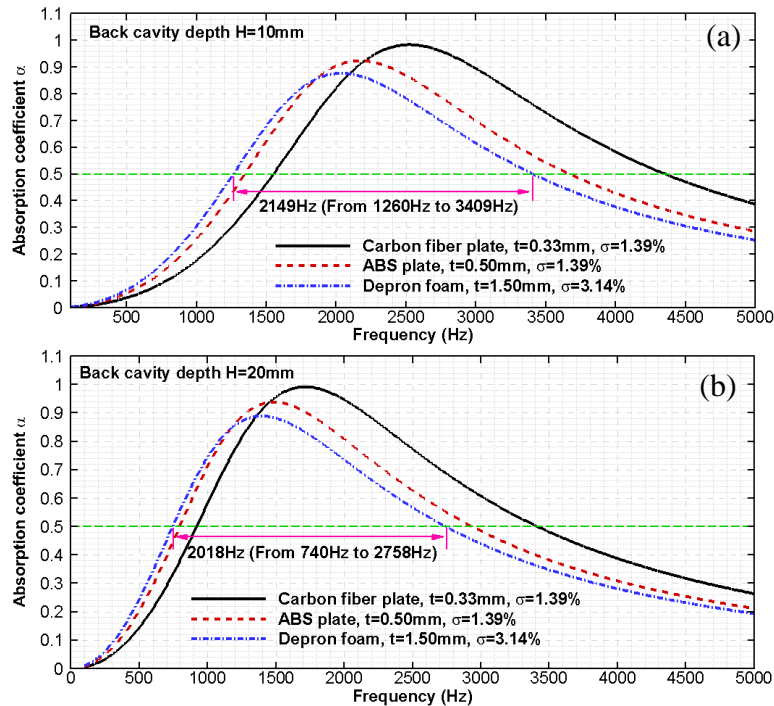 Back cavity depth H=10mm
(a)
Absorption coefficient α
1.1
1
0.9
0.8
0.7
0.6
0.5
0.4
0.3
0.2
0.1
0
2149Hz (From 1260Hz to 3409Hz)
Carbon fiber plate, t=0.33mm, σ=1.39%
ABS plate, t=0.50mm, σ=1.39%
Depron foam, t=1.50mm, σ=3.14%
500 1000 1500 2000 2500 3000 3500 4000 4500 5000
Frequency (Hz)
Back cavity depth H=20mm
(b)
Absorption coefficient α
1.1
1
0.9
0.8
0.7
0.6
0.5
0.4
0.3
0.2
0.1
0
2018Hz (From 740Hz to 2758Hz)
Carbon fiber plate, t=0.33mm, σ=1.39%
ABS plate, t=0.50mm, σ=1.39%
Depron foam, t=1.50mm, σ=3.14%
0 500 1000 1500 2000 2500 3000 3500 4000 4500 5000
Frequency (Hz)